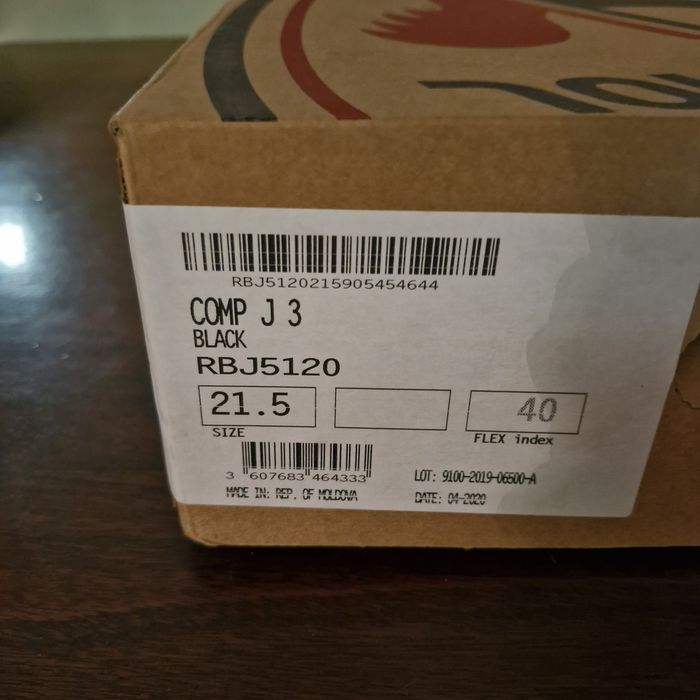 RBJ5120215905454644
COMP J 3
BLACK
RBJ5120
21.5 40
SIZE FLEX index
3 607683 464333
LOT: 9100-2019-06500-A
MADE IN: REP. OF MOLDOVA DATE: 04-2020